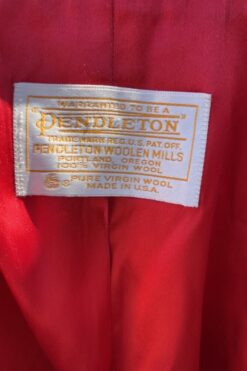 WARRANTED TO BE A
"PENDLETON"
TRADE MARK REG. U.S. PAT. OFF.
PENDLETON WOOLEN MILLS
PORTLAND, OREGON
100% VIRGIN WOOL
PURE VIRGIN WOOL
MADE IN U.S.A.